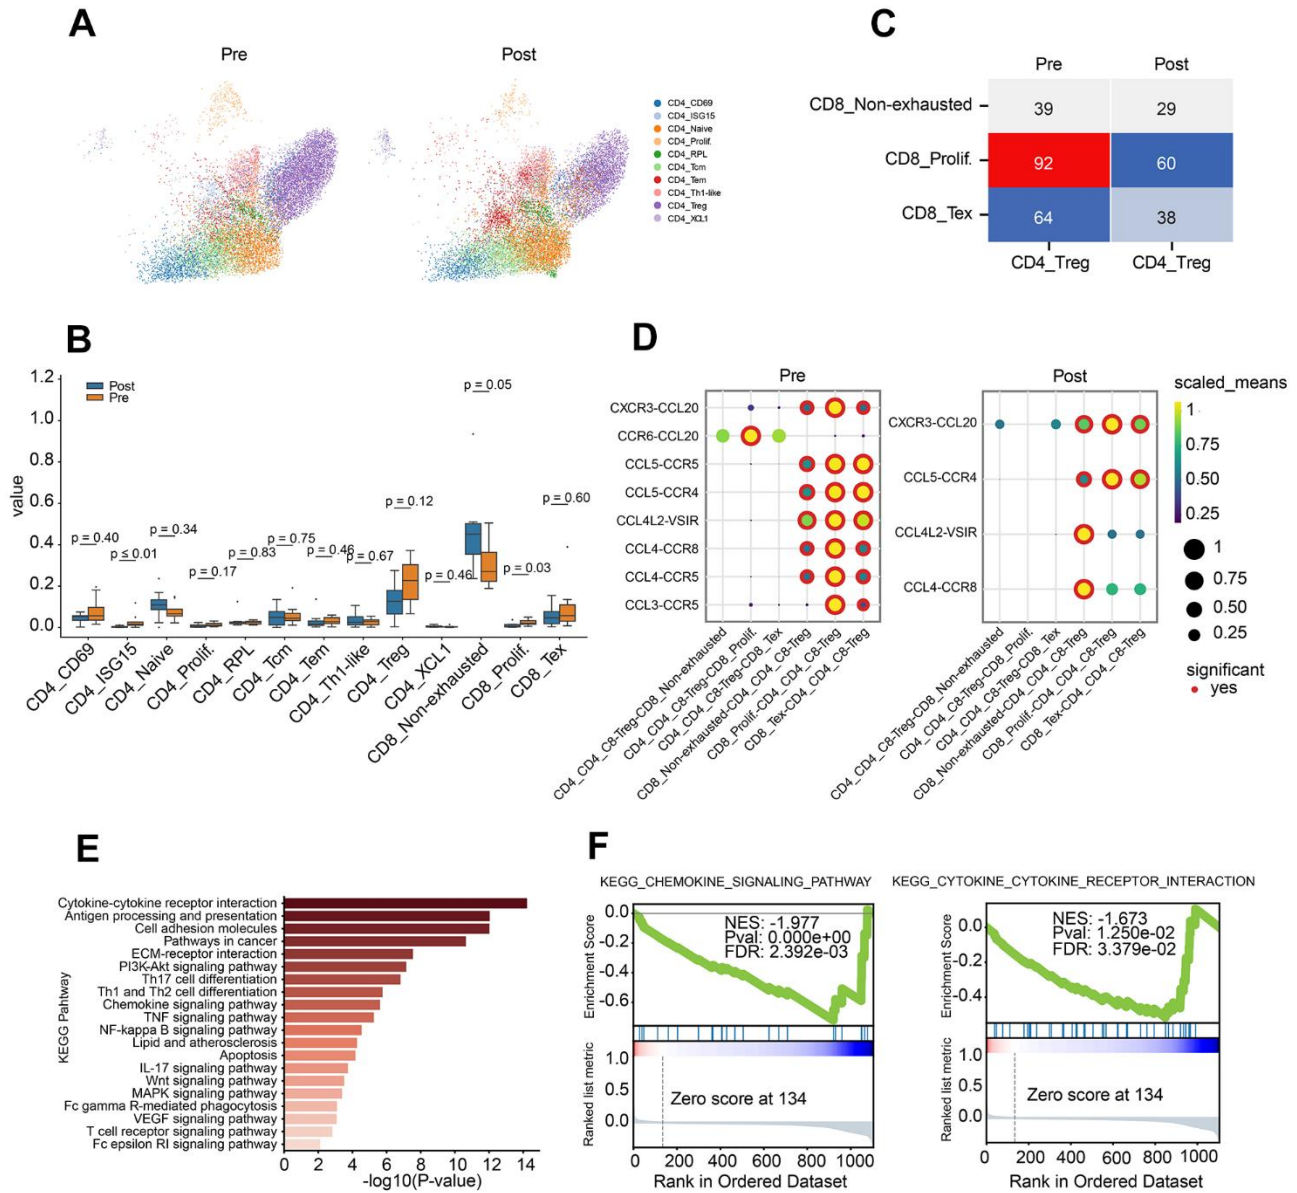 A
Pre
Post
CD4_CD69
CD4_ISG15
CD4_Naive
CD4_Prolif.
CD4_RPL
CD4_Tcm
CD4_Tem
CD4_Th1-like
CD4_Treg
CD4_XCL1
C
Pre
Post
CD8_Non-exhausted
39
29
CD8_Prolif.
92
60
CD8_Tex
64
38
CD4_Treg
CD4_Treg
B
value
1.2
1.0
0.8
0.6
0.4
0.2
0.0
Post
Pre
p = 0.40
p ≤ 0.01
p = 0.34
p = 0.17
p = 0.83
p = 0.75
p = 0.46
p = 0.67
p = 0.12
p = 0.46
p = 0.05
p = 0.03
p = 0.60
CD4_CD69
CD4_ISG15
CD4_Naive
CD4_Prolif.
CD4_RPL
CD4_Tcm
CD4_Tem
CD4_Th1-like
CD4_Treg
CD4_XCL1
CD8_Non-exhausted
CD8_Prolif.
CD8_Tex
D
Pre
CXCR3-CCL20
CCR6-CCL20
CCL5-CCR5
CCL5-CCR4
CCL4L2-VSIR
CCL4-CCR8
CCL4-CCR5
CCL3-CCR5
CD4_CD4_C8-Treg-CD8_Non-exhausted
CD4_CD4_C8-Treg-CD8_Prolif.
CD4_CD4_C8-Treg-CD8_Tex
CD8_Non-exhausted-CD4_CD4_C8-Treg
CD8_Prolif.-CD4_CD4_C8-Treg
CD8_Tex-CD4_CD4_C8-Treg
Post
CXCR3-CCL20
CCL5-CCR4
CCL4L2-VSIR
CCL4-CCR8
CD4_CD4_C8-Treg-CD8_Non-exhausted
CD4_CD4_C8-Treg-CD8_Prolif.
CD4_CD4_C8-Treg-CD8_Tex
CD8_Non-exhausted-CD4_CD4_C8-Treg
CD8_Prolif.-CD4_CD4_C8-Treg
CD8_Tex-CD4_CD4_C8-Treg
scaled_means
1
0.75
0.50
0.25
1
0.75
0.50
0.25
significant
yes
E
KEGG Pahtway
Cytokine-cytokine receptor interaction
Antigen processing and presentation
Cell adhesion molecules
Pathways in cancer
ECM-receptor interaction
PI3K-Akt signaling pathway
Th17 cell differentiation
Th1 and Th2 cell differentiation
Chemokine signaling pathway
TNF signaling pathway
NF-kappa B signaling pathway
Lipid and atherosclerosis
Apoptosis
IL-17 signaling pathway
Wnt signaling pathway
MAPK signaling pathway
Fc gamma R-mediated phagocytosis
VEGF signaling pathway
T cell receptor signaling pathway
Fc epsilon RI signaling pathway
0 2 4 6 8 10 12 14
-log10(P-value)
F
KEGG_CHEMOKINE_SIGNALING_PATHWAY
Enrichment Score
0.0
-0.2
-0.4
-0.6
NES: -1.977
Pval: 0.000e+00
FDR: 2.392e-03
Ranked list metric
1.0
0.5
0.0
Zero score at 134
0 200 400 600 800 1000
Rank in Ordered Dataset
KEGG_CYTOKINE_CYTOKINE_RECEPTOR_INTERACTION
Enrichment Score
0.0
-0.2
-0.4
NES: -1.673
Pval: 1.250e-02
FDR: 3.379e-02
Ranked list metric
1.0
0.5
0.0
Zero score at 134
0 200 400 600 800 1000
Rank in Ordered Dataset